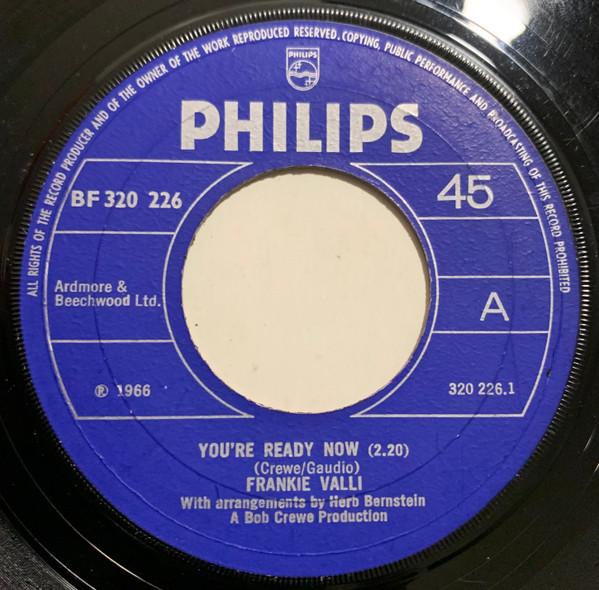 ALL RIGHTS OF THE RECORD PRODUCER AND OF THE OWNER OF THE WORK REPRODUCED RESERVED. COPYING, PUBLIC PERFORMANCE AND BROADCASTING OF THIS RECORD PROHIBITED
PHILIPS
PHILIPS
BF 320 226
45
Ardmore &
Beechwood Ltd.
A
℗ 1966
320 226.1
YOU'RE READY NOW (2.20)
(Crewe/Gaudio)
FRANKIE VALLI
With arrangements by Herb Bernstein
A Bob Crewe Production